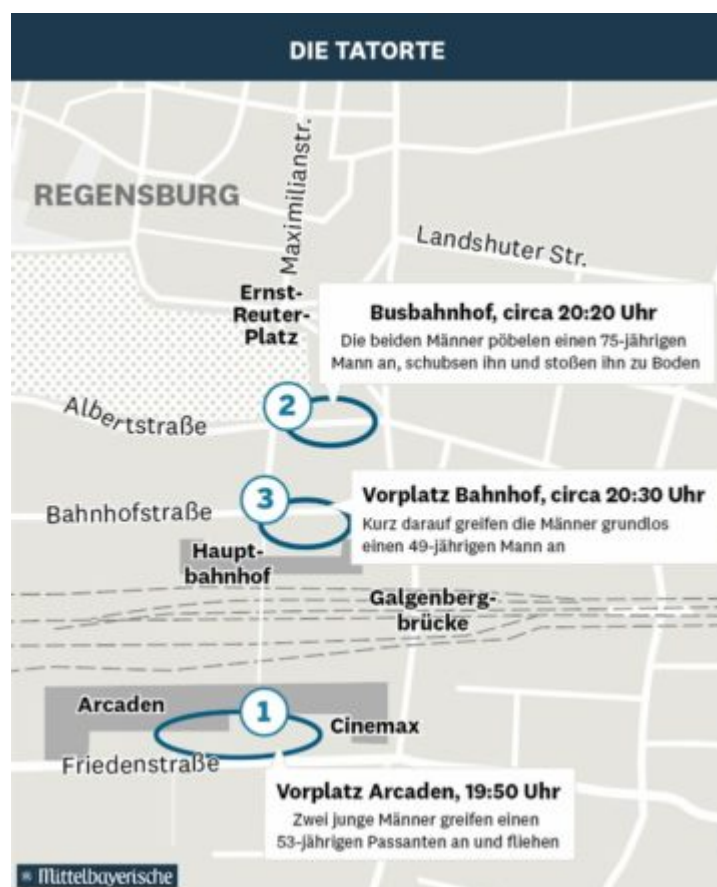 DIE TATORTE
Maximilianstr.
REGENSBURG
Landshuter Str.
Ernst-
Reuter-
Platz
Busbahnhof, circa 20:20 Uhr
Die beiden Männer pöbelen einen 75-jährigen
Mann an, schubsen ihn und stoßen ihn zu Boden
2
Albertstraße
3
Vorplatz Bahnhof, circa 20:30 Uhr
Kurz darauf greifen die Männer grundlos
einen 49-jährigen Mann an
Bahnhofstraße
Haupt-
bahnhof
Galgenberg-
brücke
Arcaden
1
Cinemax
Friedenstraße
Vorplatz Arcaden, 19:50 Uhr
Zwei junge Männer greifen einen
53-jährigen Passanten an und fliehen
Mittelbayerische